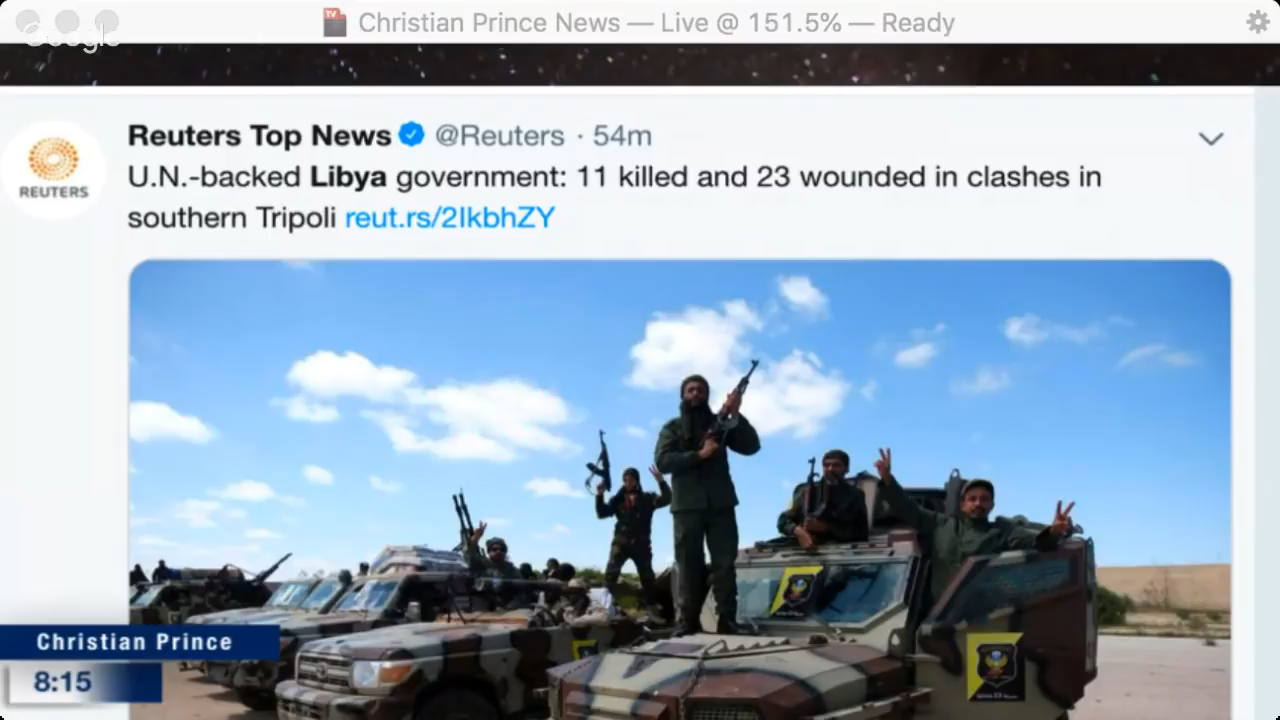 Christian Prince News — Live @ 151.5% — Ready
Google
Reuters Top News @Reuters · 54m
U.N.-backed Libya government: 11 killed and 23 wounded in clashes in
southern Tripoli reut.rs/2IkbhZY
REUTERS
Christian Prince
8:15